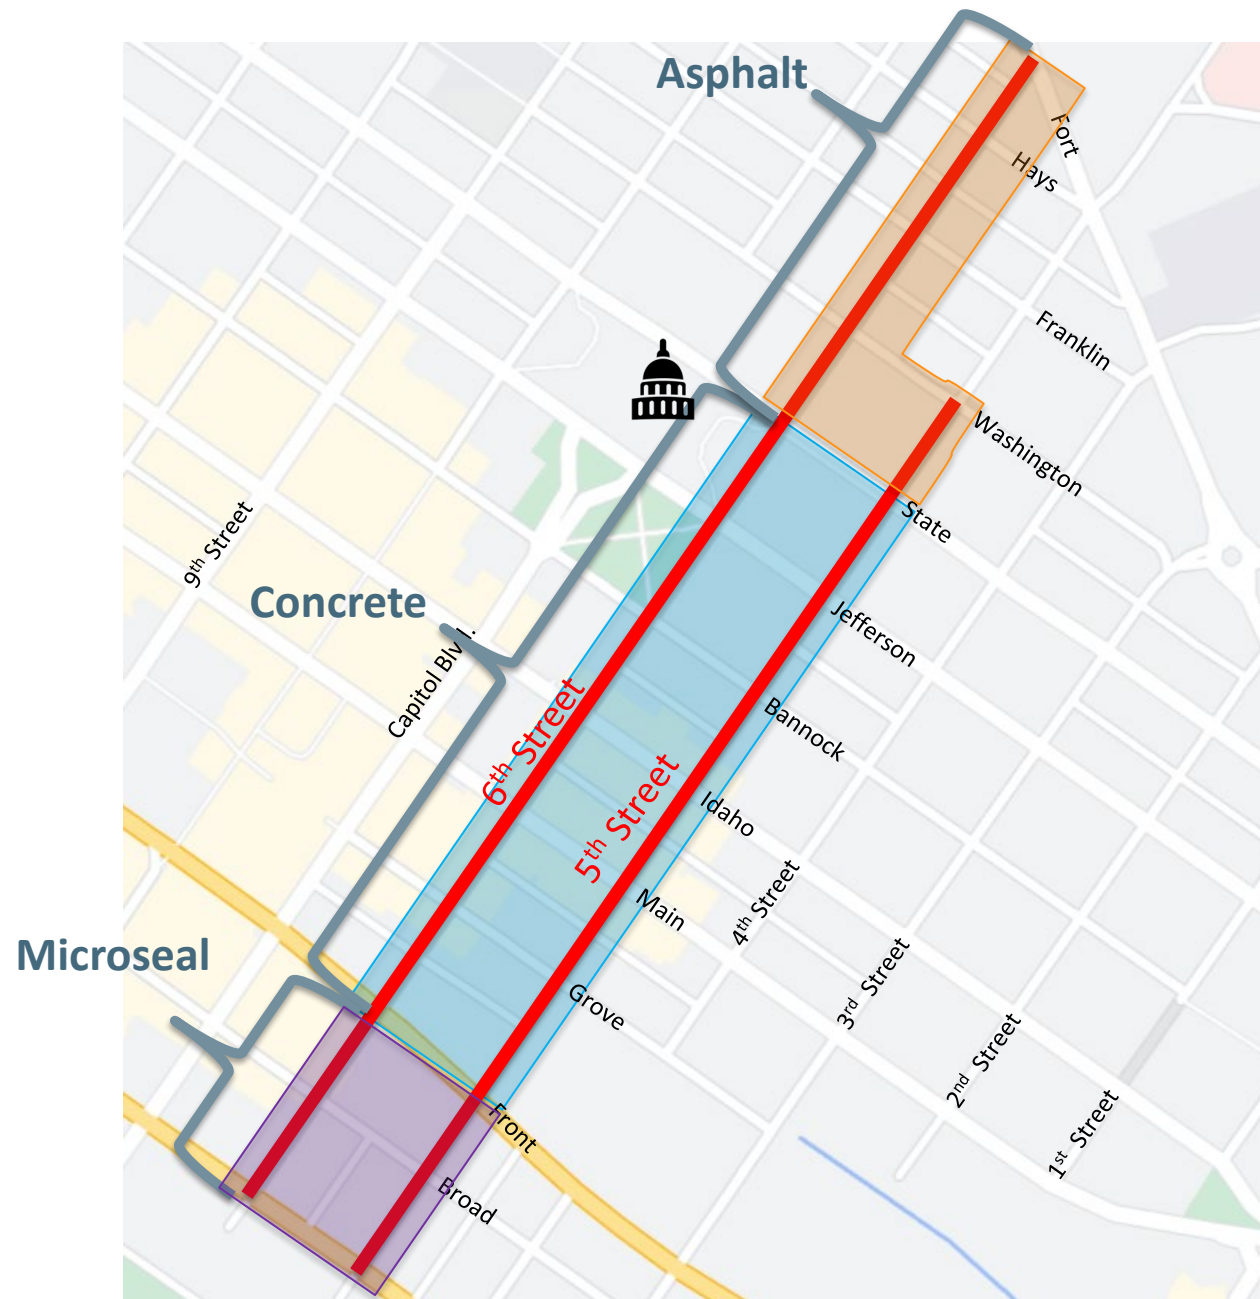 Asphalt
Fort
Hays
Franklin
Washington
State
9th Street
Concrete
Jefferson
Capitol Blv
6th Street
Bannock
5th Street
Idaho
Main
4th Street
Microseal
3rd Street
Grove
2nd Street
Front
1st Street
Broad